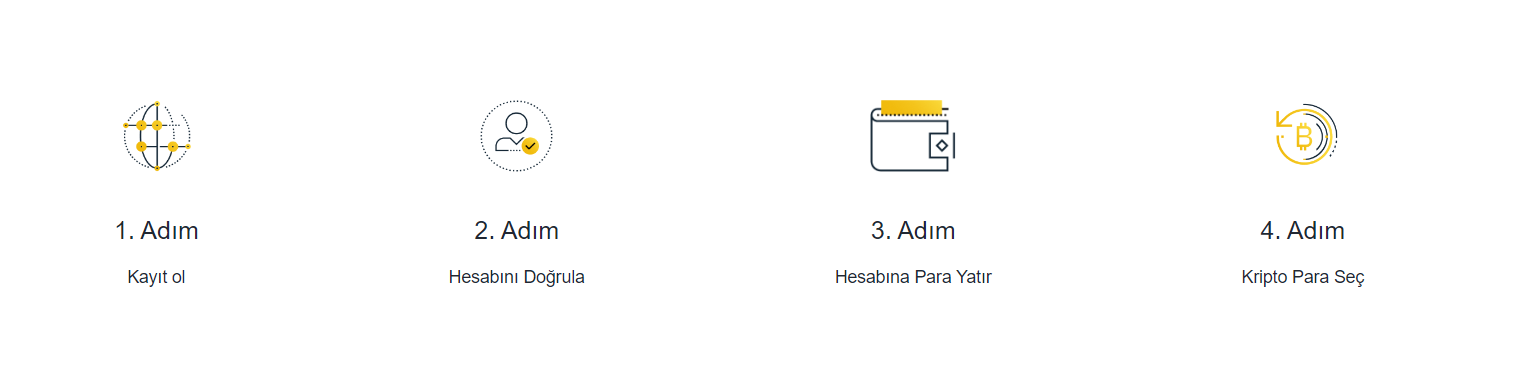 1. Adım
Kayıt ol
2. Adım
Hesabını Doğrula
3. Adım
Hesabına Para Yatır
4. Adım
Kripto Para Seç